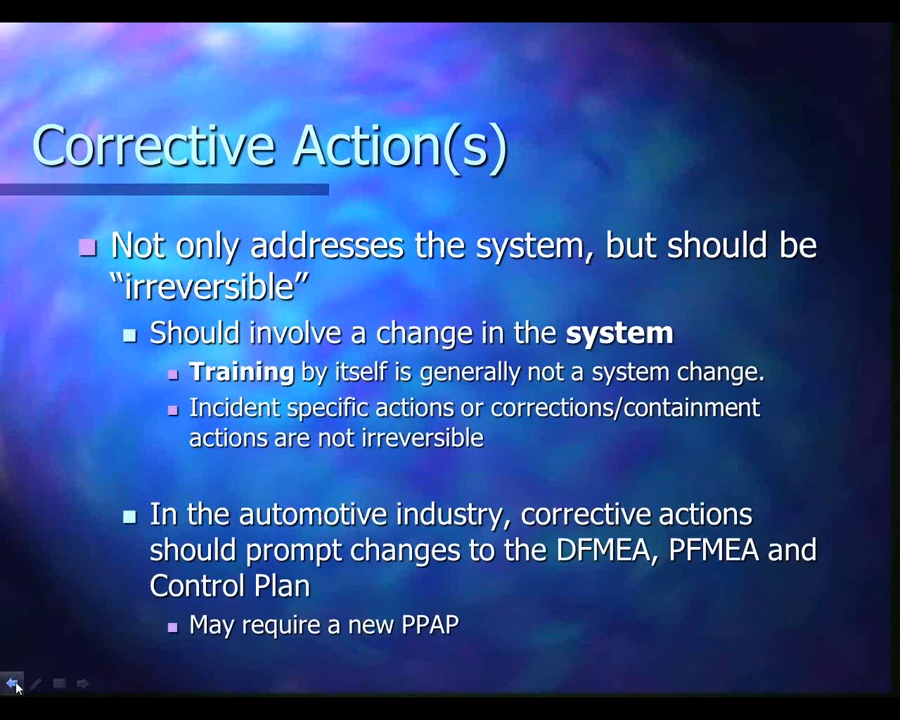 Corrective Action(s)
Not only addresses the system, but should be
“irreversible”
Should involve a change in the system
Training by itself is generally not a system change.
Incident specific actions or corrections/containment
actions are not irreversible
In the automotive industry, corrective actions
should prompt changes to the DFMEA, PFMEA and
Control Plan
May require a new PPAP